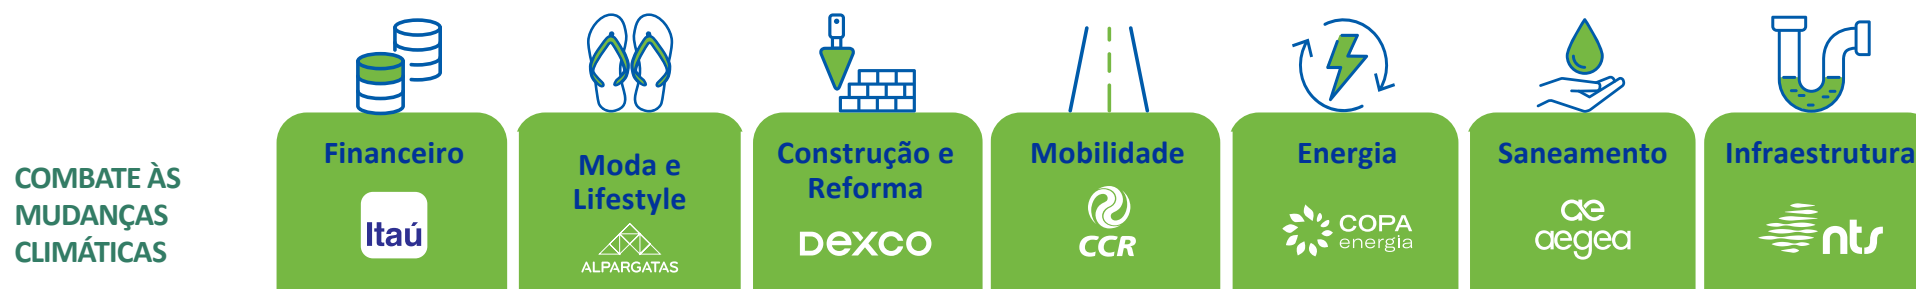 COMBATE ÀS
MUDANÇAS
CLIMÁTICAS
Financeiro
Itaú
Moda e
Lifestyle
ALPARGATAS
Construção e
Reforma
Dexco
Mobilidade
CCR
Energia
COPA
energia
Saneamento
ae
aegea
Infraestrutura
nts